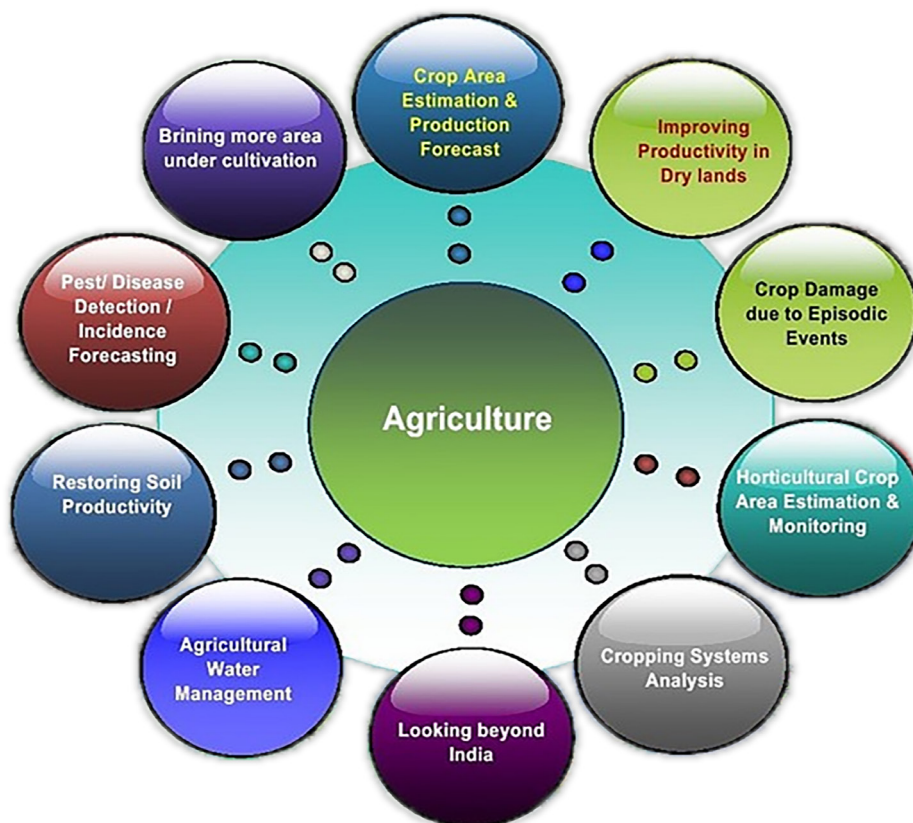 Crop Area
Estimation &
Production
Forecast
Improving
Productivity in
Dry lands
Crop Damage
due to Episodic
Events
Horticultural Crop
Area Estimation &
Monitoring
Cropping Systems
Analysis
Looking beyond
India
Agricultural
Water
Management
Restoring Soil
Productivity
Pest/ Disease
Detection /
Incidence
Forecasting
Brining more area
under cultivation
Agriculture